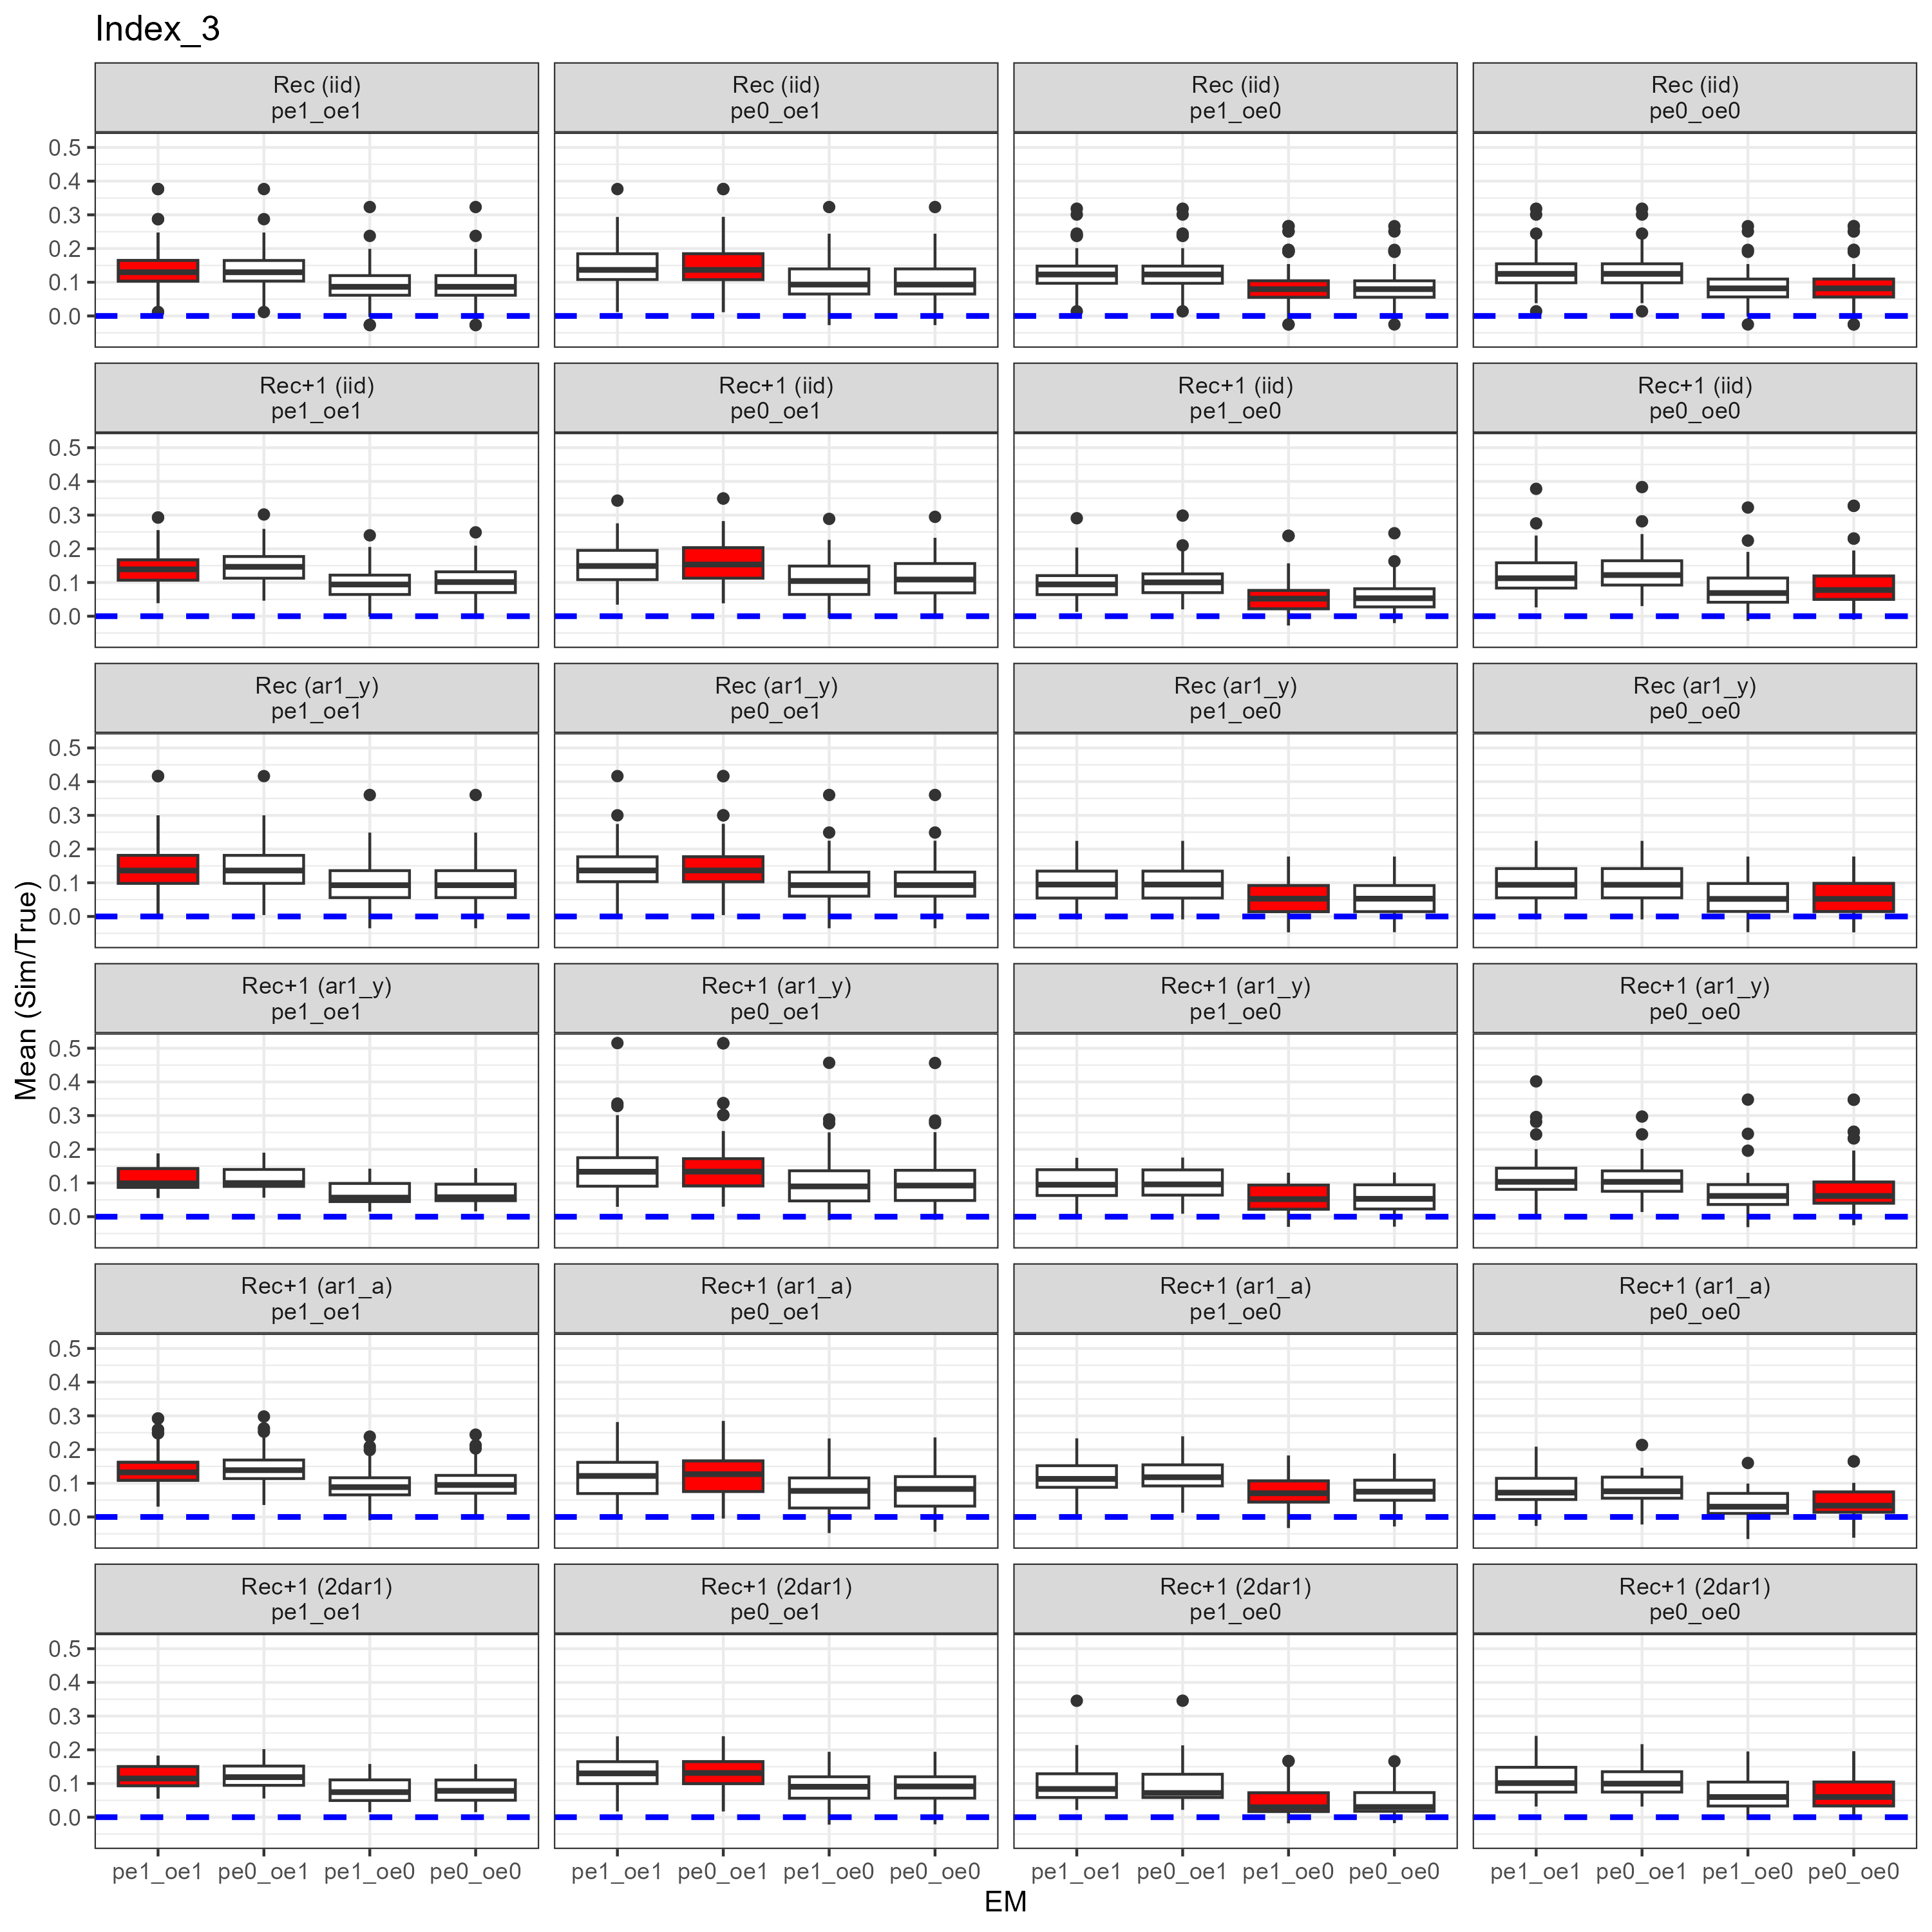 Index_3
Rec (iid)
pe1_oe1
Rec (iid)
pe0_oe1
Rec (iid)
pe1_oe0
Rec (iid)
pe0_oe0
0.5
0.4
0.3
0.2
0.1
0.0
Rec+1 (iid)
pe1_oe1
Rec+1 (iid)
pe0_oe1
Rec+1 (iid)
pe1_oe0
Rec+1 (iid)
pe0_oe0
0.5
0.4
0.3
0.2
0.1
0.0
Rec (ar1_y)
pe1_oe1
Rec (ar1_y)
pe0_oe1
Rec (ar1_y)
pe1_oe0
Rec (ar1_y)
pe0_oe0
0.5
0.4
0.3
0.2
0.1
0.0
Mean (Sim/True)
Rec+1 (ar1_y)
pe1_oe1
Rec+1 (ar1_y)
pe0_oe1
Rec+1 (ar1_y)
pe1_oe0
Rec+1 (ar1_y)
pe0_oe0
0.5
0.4
0.3
0.2
0.1
0.0
Rec+1 (ar1_a)
pe1_oe1
Rec+1 (ar1_a)
pe0_oe1
Rec+1 (ar1_a)
pe1_oe0
Rec+1 (ar1_a)
pe0_oe0
0.5
0.4
0.3
0.2
0.1
0.0
Rec+1 (2dar1)
pe1_oe1
Rec+1 (2dar1)
pe0_oe1
Rec+1 (2dar1)
pe1_oe0
Rec+1 (2dar1)
pe0_oe0
0.5
0.4
0.3
0.2
0.1
0.0
pe1_oe1 pe0_oe1 pe1_oe0 pe0_oe0
pe1_oe1 pe0_oe1 pe1_oe0 pe0_oe0
pe1_oe1 pe0_oe1 pe1_oe0 pe0_oe0
pe1_oe1 pe0_oe1 pe1_oe0 pe0_oe0
EM